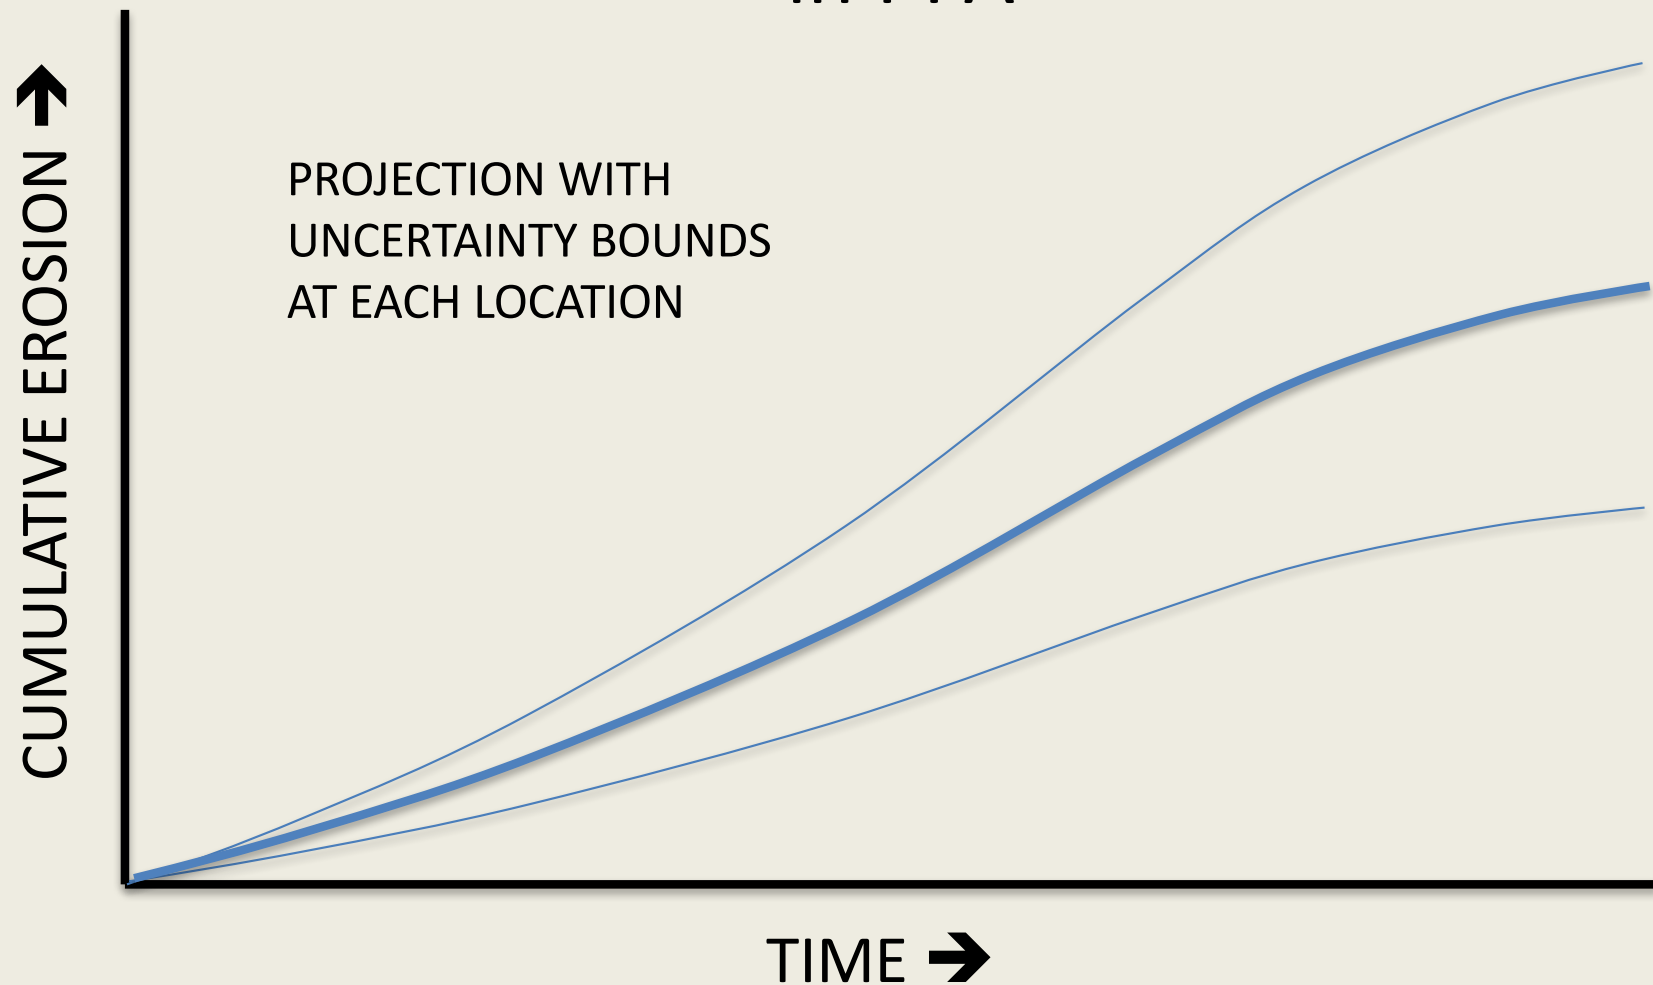 PROJECTION WITH
UNCERTAINTY BOUNDS
AT EACH LOCATION
CUMULATIVE EROSION
TIME